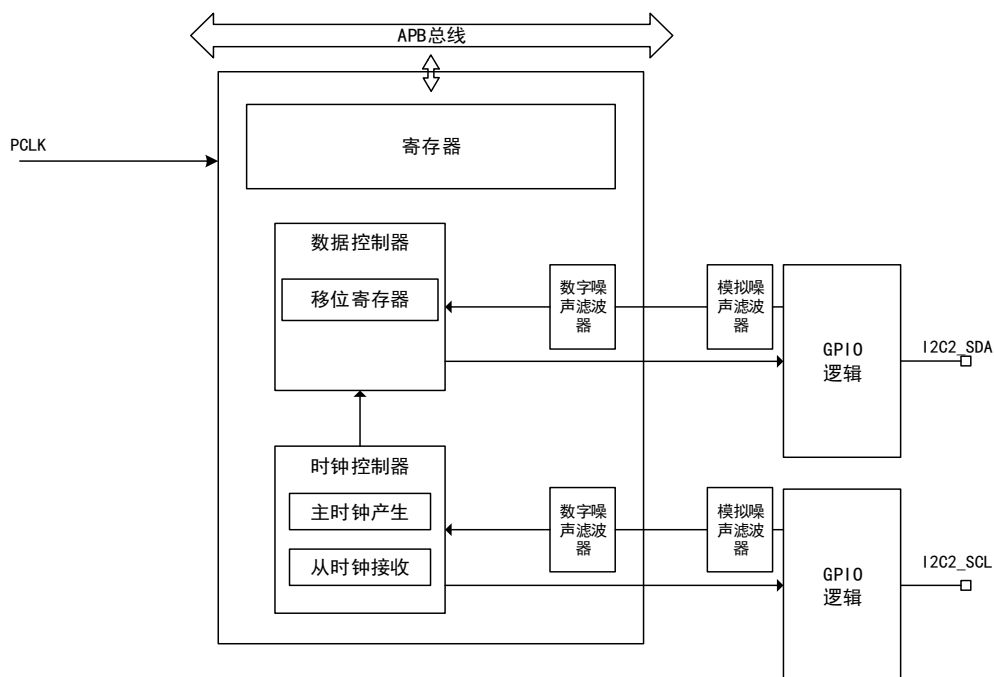 APB总线
PCLK
寄存器
数据控制器
移位寄存器
数字噪
声滤波
器
模拟噪
声滤波
器
GPIO
逻辑
I2C2_SDA
时钟控制器
主时钟产生
从时钟接收
数字噪
声滤波
器
模拟噪
声滤波
器
GPIO
逻辑
I2C2_SCL